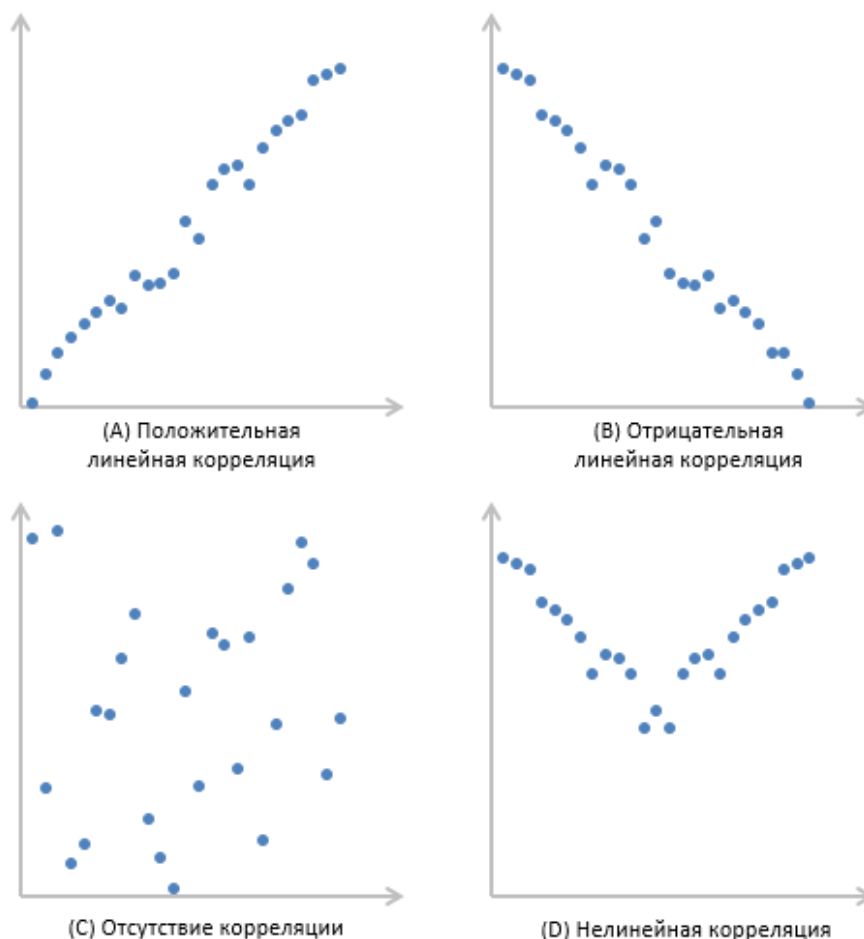 (A) Положительная
линейная корреляция
(B) Отрицательная
линейная корреляция
(C) Отсутствие корреляции
(D) Нелинейная корреляция